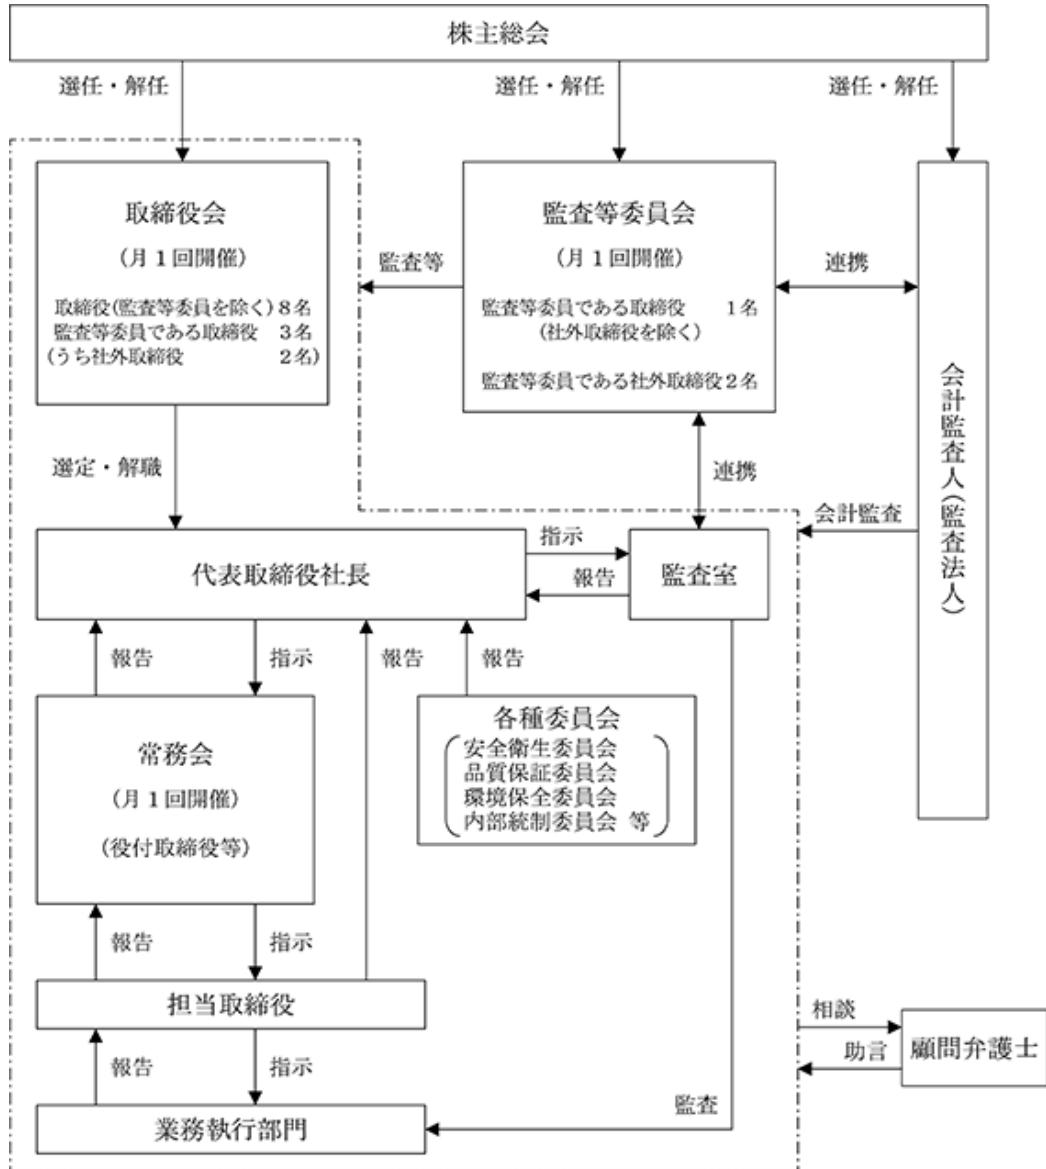 株主総会
選任・解任
選任・解任
選任・解任
取締役会
(月1回開催)
取締役(監査等委員を除く)8名
監査等委員である取締役 3名
(うち社外取締役 2名)
監査等
監査等委員会
(月1回開催)
監査等委員である取締役 1名
(社外取締役を除く)
監査等委員である社外取締役2名
連携
会計監査人(監査法人)
選定・解職
連携
会計監査
代表取締役社長
指示
報告
監査室
報告
指示
報告
報告
常務会
(月1回開催)
(役付取締役等)
各種委員会
安全衛生委員会
品質保証委員会
環境保全委員会
内部統制委員会 等
報告
指示
担当取締役
相談
助言
顧問弁護士
報告
指示
監査
業務執行部門